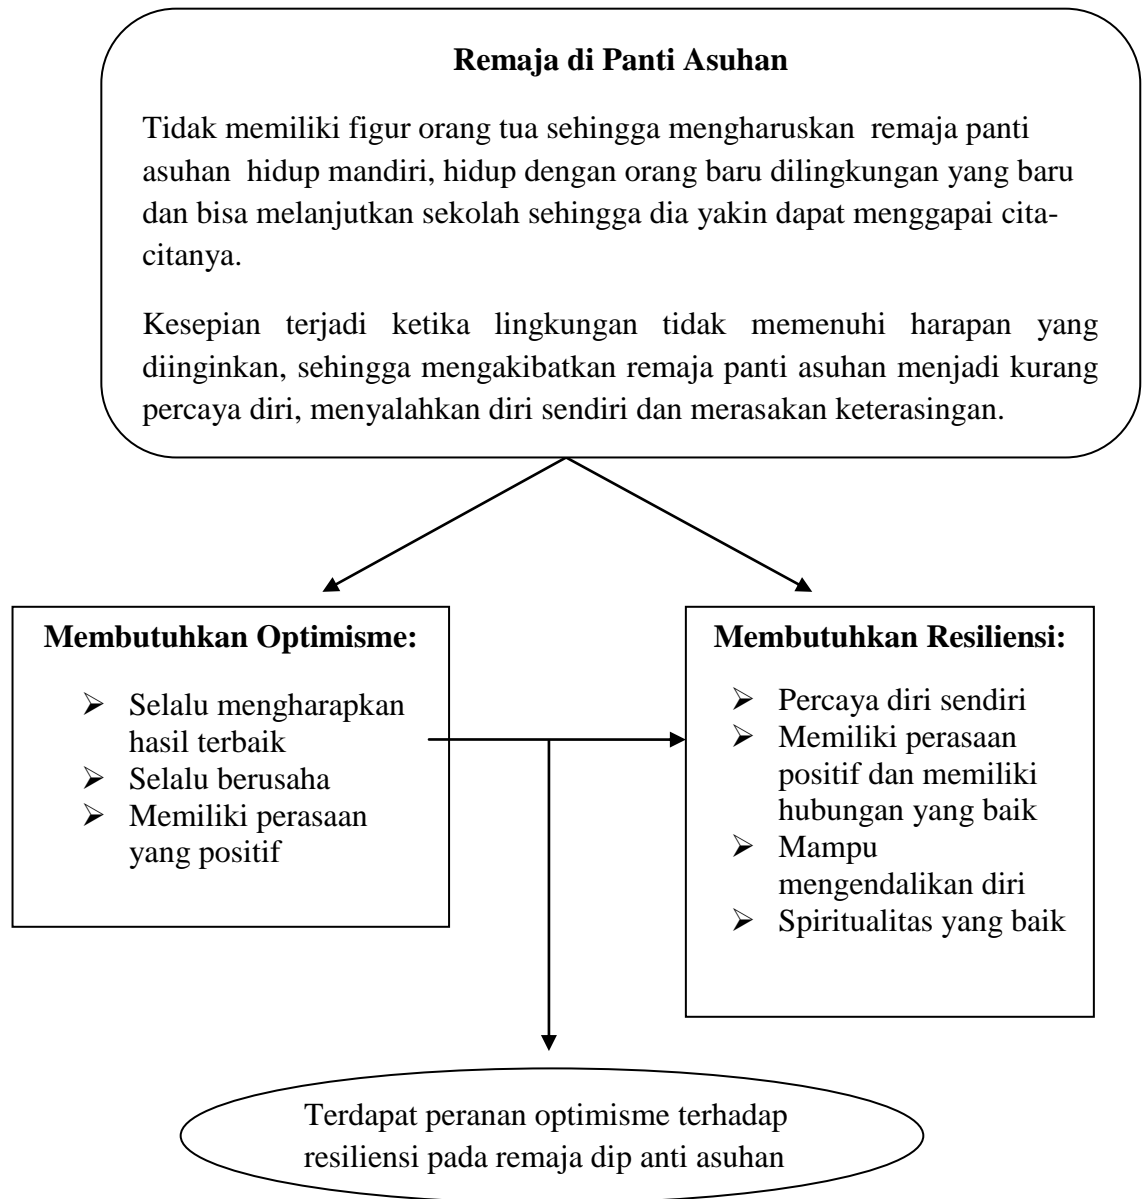 Remaja di Panti Asuhan
Tidak memiliki figur orang tua sehingga mengharuskan remaja panti
asuhan hidup mandiri, hidup dengan orang baru dilingkungan yang baru
dan bisa melanjutkan sekolah sehingga dia yakin dapat menggapai cita-
citanya.
Kesepian terjadi ketika lingkungan tidak memenuhi harapan yang
diinginkan, sehingga mengakibatkan remaja panti asuhan menjadi kurang
percaya diri, menyalahkan diri sendiri dan merasakan keterasingan.
Membutuhkan Optimisme:
➢ Selalu mengharapkan
hasil terbaik
➢ Selalu berusaha
➢ Memiliki perasaan
yang positif
Membutuhkan Resiliensi:
➢ Percaya diri sendiri
➢ Memiliki perasaan
positif dan memiliki
hubungan yang baik
➢ Mampu
mengendalikan diri
➢ Spiritualitas yang baik
Terdapat peranan optimisme terhadap
resiliensi pada remaja dip anti asuhan